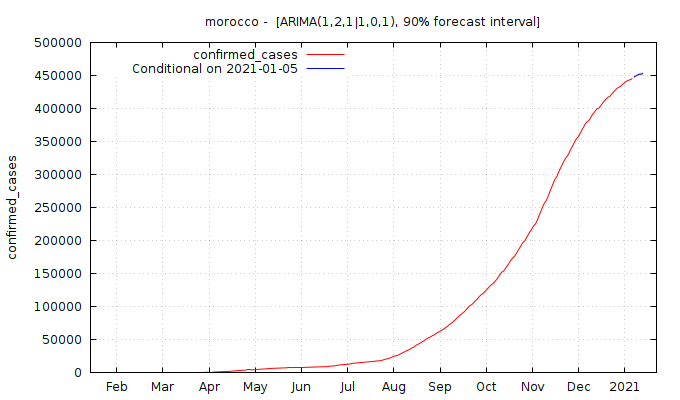 morocco - [ARIMA(1,2,1|1,0,1), 90% forecast interval]
500000
450000
400000
350000
300000
250000
200000
150000
100000
50000
0
confirmed_cases
confirmed_cases
Conditional on 2021-01-05
Feb Mar Apr May Jun Jul Aug Sep Oct Nov Dec 2021